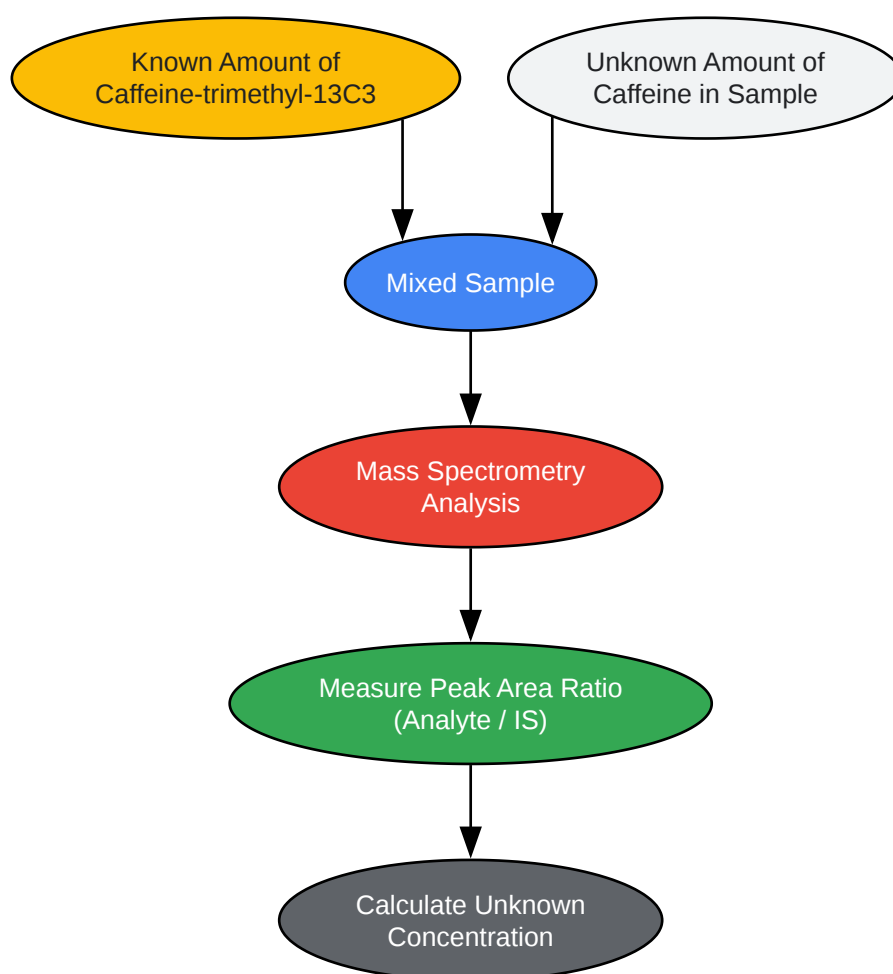 Known Amount of
Caffeine-trimethyl-13C3
Unknown Amount of
Caffeine in Sample
Mixed Sample
Mass Spectrometry
Analysis
Measure Peak Area Ratio
(Analyte / IS)
Calculate Unknown
Concentration